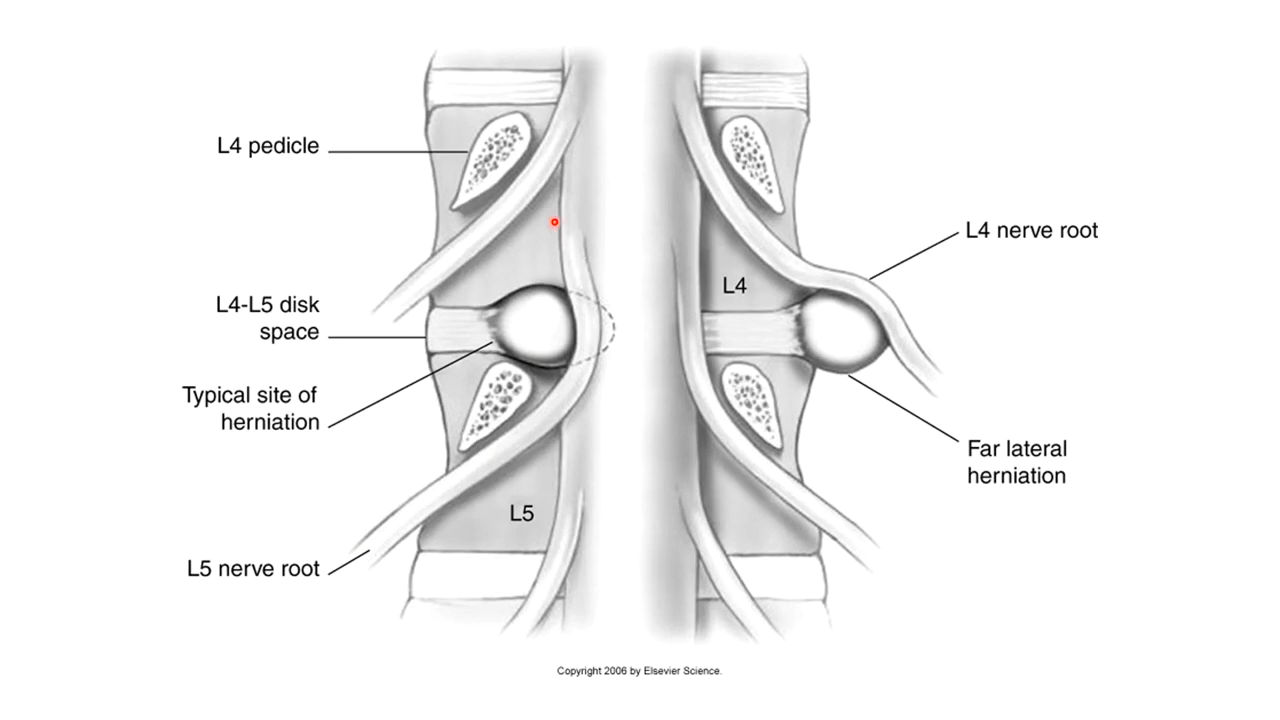 L4 pedicle
L4-L5 disk
space
Typical site of
herniation
L5
L5 nerve root
L4 nerve root
L4
Far lateral
herniation
Copyright 2006 by Elsevier Science.